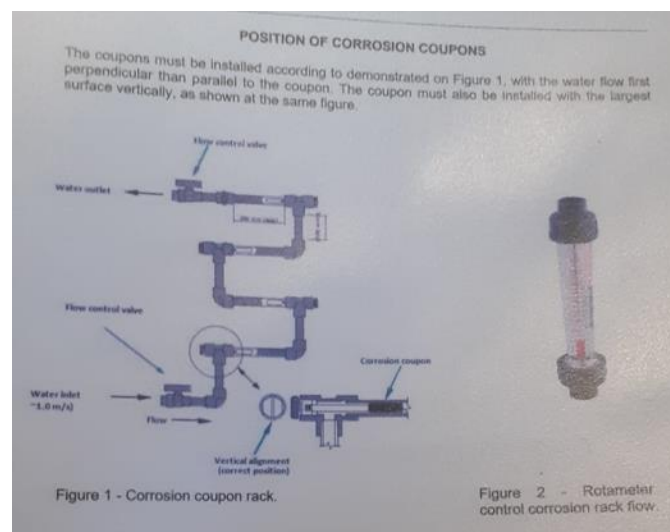 POSITION OF CORROSION COUPONS
The coupons must be installed according to demonstrated on Figure 1, with the water flow first
perpendicular than parallel to the coupon. The coupon must also be installed with the largest
surface vertically, as shown at the same figure.
Flow control valve
Water outlet
Flow control valve
Corrosion coupon
Water inlet
~1.0 m/s)
Flow
Vertical alignment
(correct position)
Figure 1 - Corrosion coupon rack.
Figure 2 - Rotameter
control corrosion rack flow